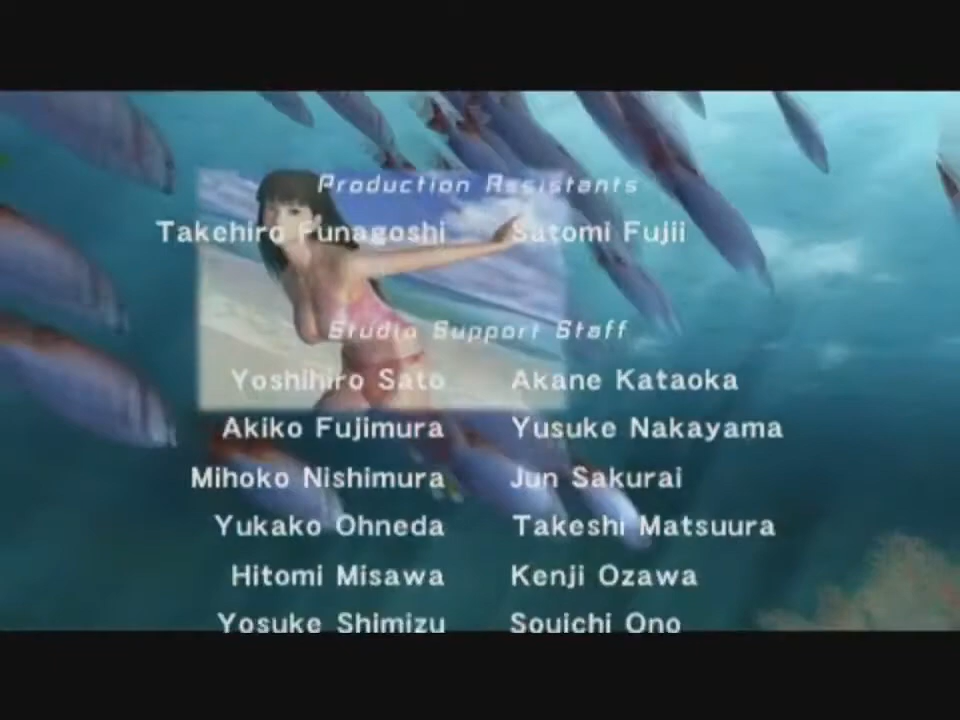 Production Assistants
Takehiro Funagoshi Satomi Fujii
Studio Support Staff
Yoshihiro Sato Akane Kataoka
Akiko Fujimura Yusuke Nakayama
Mihoko Nishimura Jun Sakurai
Yukako Ohneda Takeshi Matsuura
Hitomi Misawa Kenji Ozawa
Yosuke Shimizu Souichi Ono